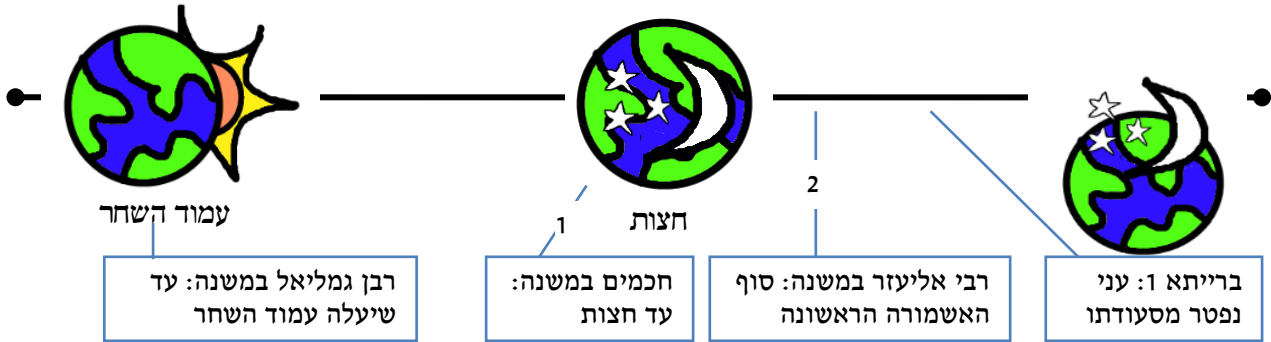 2
עמוד השחר
חצות
1
ברייתא 1: עני
נפטר מסעודתו
רבי אליעזר במשנה: סוף
האשמורה הראשונה
חכמים במשנה:
עד חצות
רבן גמליאל במשנה: עד
שיעלה עמוד השחר